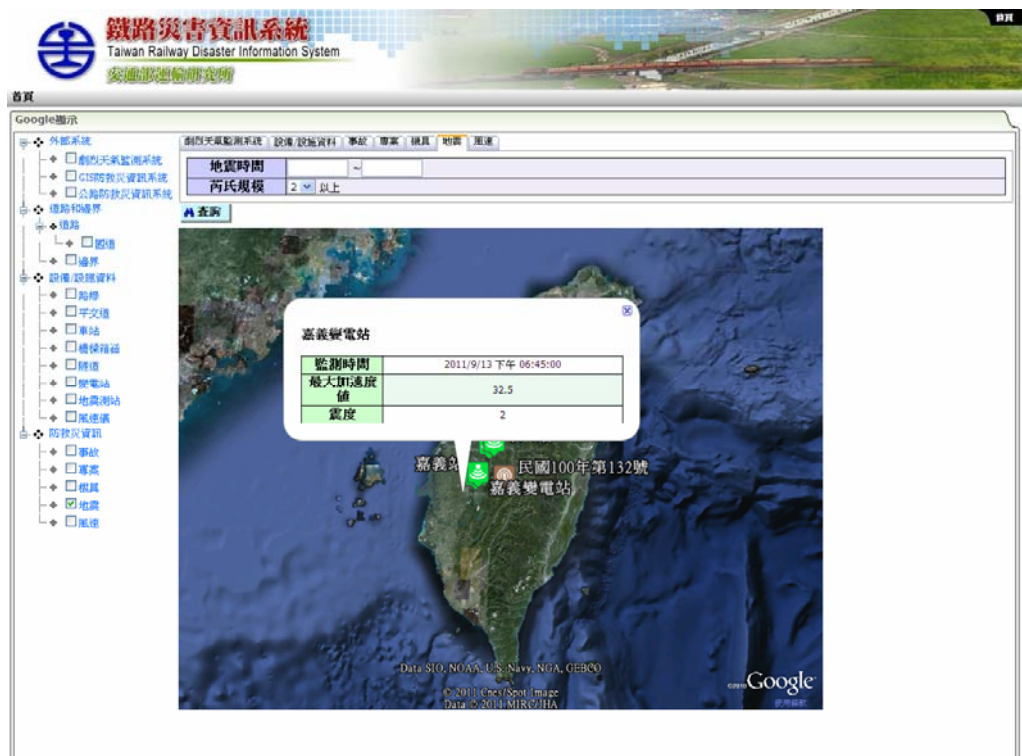 鐵路災害資訊系統
Taiwan Railway Disaster Information System
交通部運輸研究所
首頁
首頁
Google圖示
外部系統
劇烈天氣監測系統
GIS防救災資訊系統
公路防救災資訊系統
道路和邊界
道路
國道
邊界
設備/設施資料
路線
平交道
車站
橋樑箱涵
隧道
變電站
地震測站
風速儀
防救災資訊
事故
專案
機具
地震
風速
劇烈天氣監測系統 設備/設施資料 事故 專案 機具 地震 風速
地震時間 ~
芮氏規模 2 以上
查詢
嘉義變電站
監測時間 2011/9/13 下午 06:45:00
最大加速度值 32.5
震度 2
嘉義站
民國100年第132號
嘉義變電站
Data SIO, NOAA, U.S. Navy, NGA, GEBCO
© 2011 Cnes/Spot Image
Data © 2011 MIRC/JHA
©2010 Google
使用條款